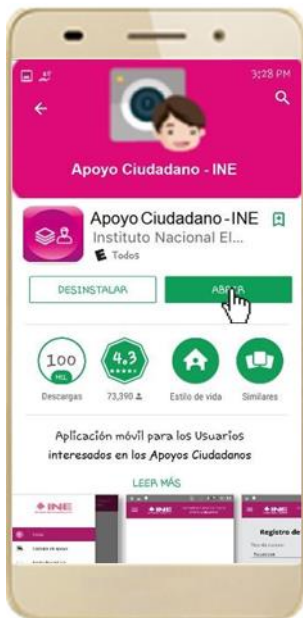 3:28 PM
Apoyo Ciudadano - INE
Apoyo Ciudadano - INE
Instituto Nacional El...
E Todos
DESINSTALAR
100
MIL
4.3
Descargas
73,390
Estilo de vida
Similares
Aplicación móvil para los Usuarios
interesados en los Apoyos Ciudadanos
LEER MÁS
INE
INE
INE
Registro de